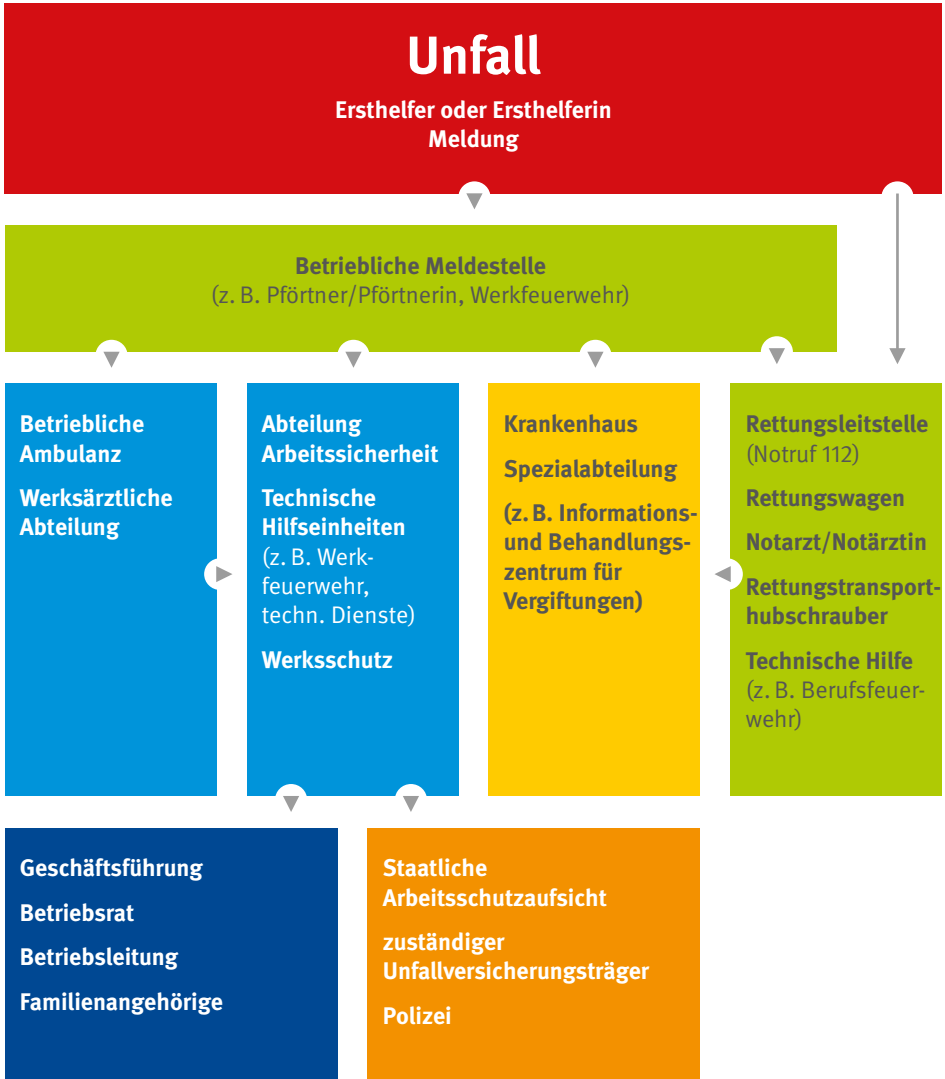 Unfall
Ersthelfer oder Ersthelferin
Meldung
Betriebliche Meldestelle
(z. B. Pförtner/Pförtnerin, Werkfeuerwehr)
Betriebliche
Ambulanz
Werksärztliche
Abteilung
Abteilung
Arbeitssicherheit
Technische
Hilfseinheiten
(z. B. Werk-
feuerwehr,
techn. Dienste)
Werksschutz
Krankenhaus
Spezialabteilung
(z. B. Informations-
und Behandlungs-
zentrum für
Vergiftungen)
Rettungsleitstelle
(Notruf 112)
Rettungswagen
Notarzt/Notärztin
Rettungstransport-
hubschrauber
Technische Hilfe
(z. B. Berufsfeuer-
wehr)
Geschäftsführung
Betriebsrat
Betriebsleitung
Familienangehörige
Staatliche
Arbeitsschutzaufsicht
zuständiger
Unfallversicherungsträger
Polizei